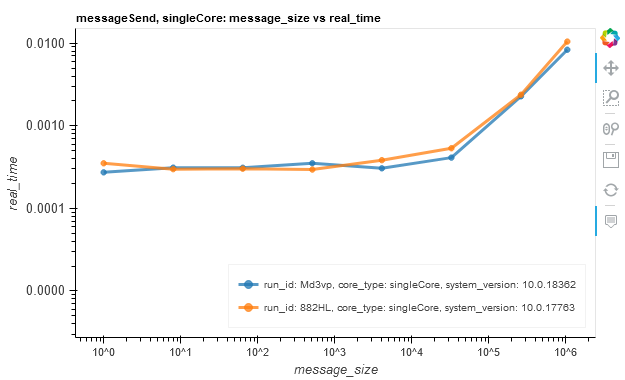 messageSend, singleCore: message_size vs real_time
0.0100
0.0010
0.0001
0.0000
real_time
10^0 10^1 10^2 10^3 10^4 10^5 10^6
message_size
run_id: Md3vp, core_type: singleCore, system_version: 10.0.18362
run_id: 882HL, core_type: singleCore, system_version: 10.0.17763